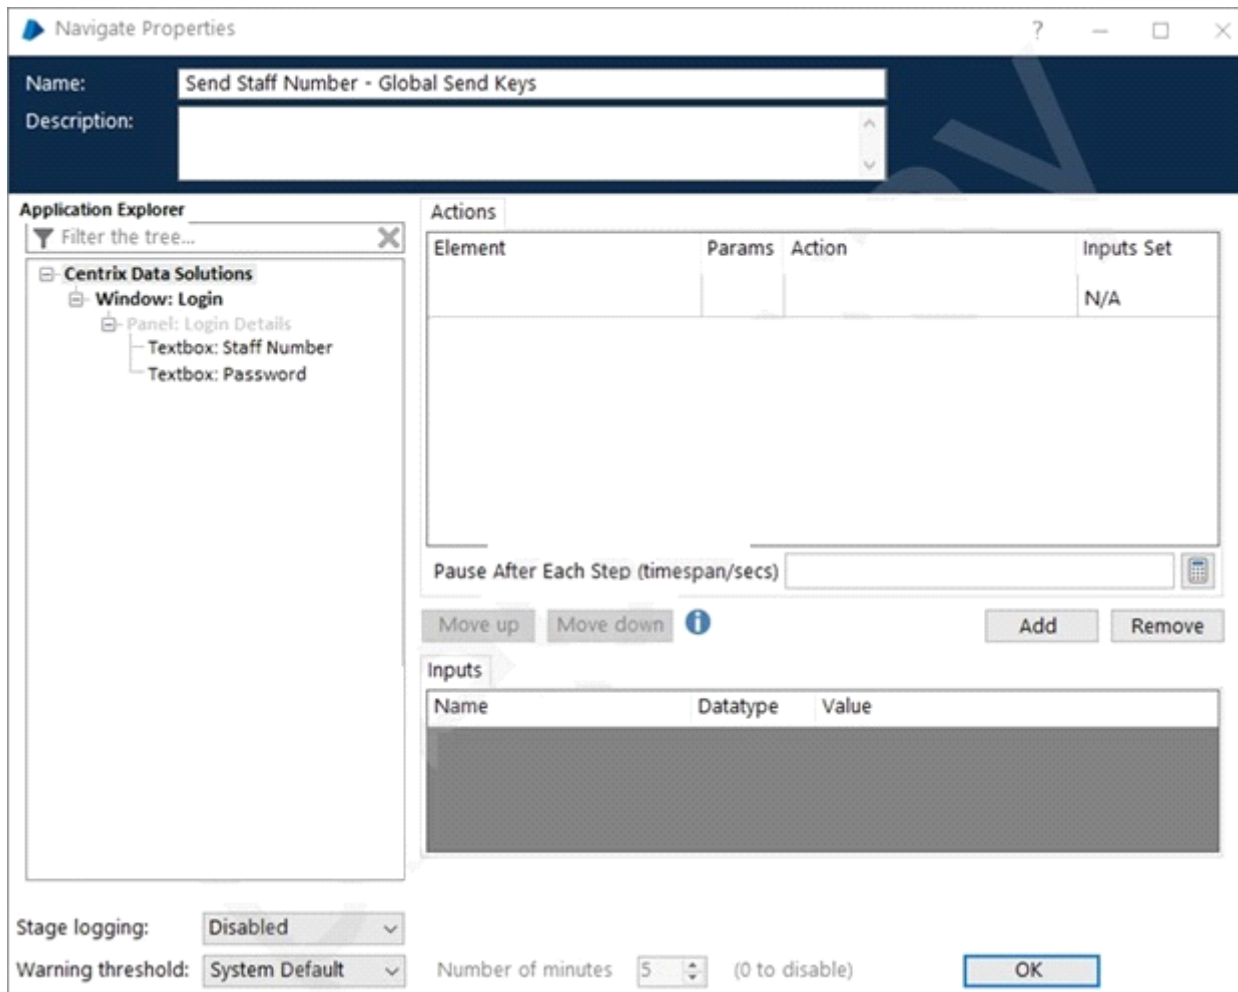 Navigate Properties
Name: Send Staff Number - Global Send Keys
Description:
Application Explorer
Filter the tree...
Centrix Data Solutions
Window: Login
Panel: Login Details
Textbox: Staff Number
Textbox: Password
Actions
Element Params Action Inputs Set
N/A
Pause After Each Step (timespan/secs)
Move up Move down Add Remove
Inputs
Name Datatype Value
Stage logging: Disabled
Warning threshold: System Default Number of minutes 5 (0 to disable) OK